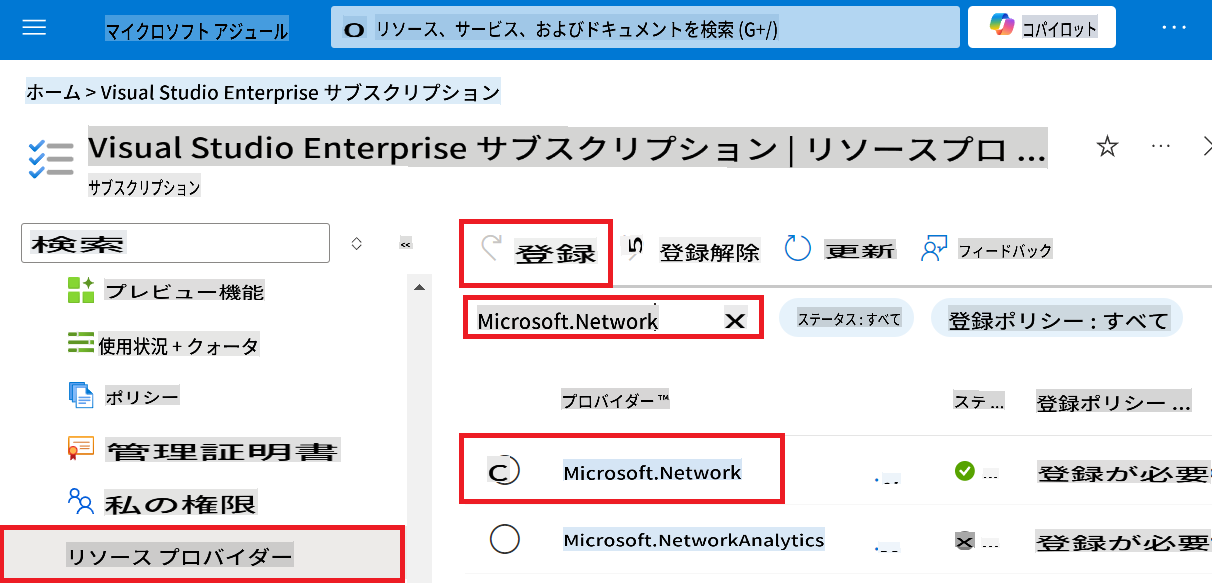 マイクロソフト アジュール
リソース、サービス、およびドキュメントを検索 (G+/)
コパイロット
ホーム > Visual Studio Enterprise サブスクリプション
Visual Studio Enterprise サブスクリプション | リソースプロ ...
サブスクリプション
検索
登録
登録解除
更新
フィードバック
プレビュー機能
使用状況 + クォータ
ポリシー
管理証明書
私の権限
リソース プロバイダー
Microsoft.Network
ステータス : すべて
登録ポリシー : すべて
プロバイダー ™
ステ ...
登録ポリシー ...
Microsoft.Network
登録が必要
Microsoft.NetworkAnalytics
登録が必要